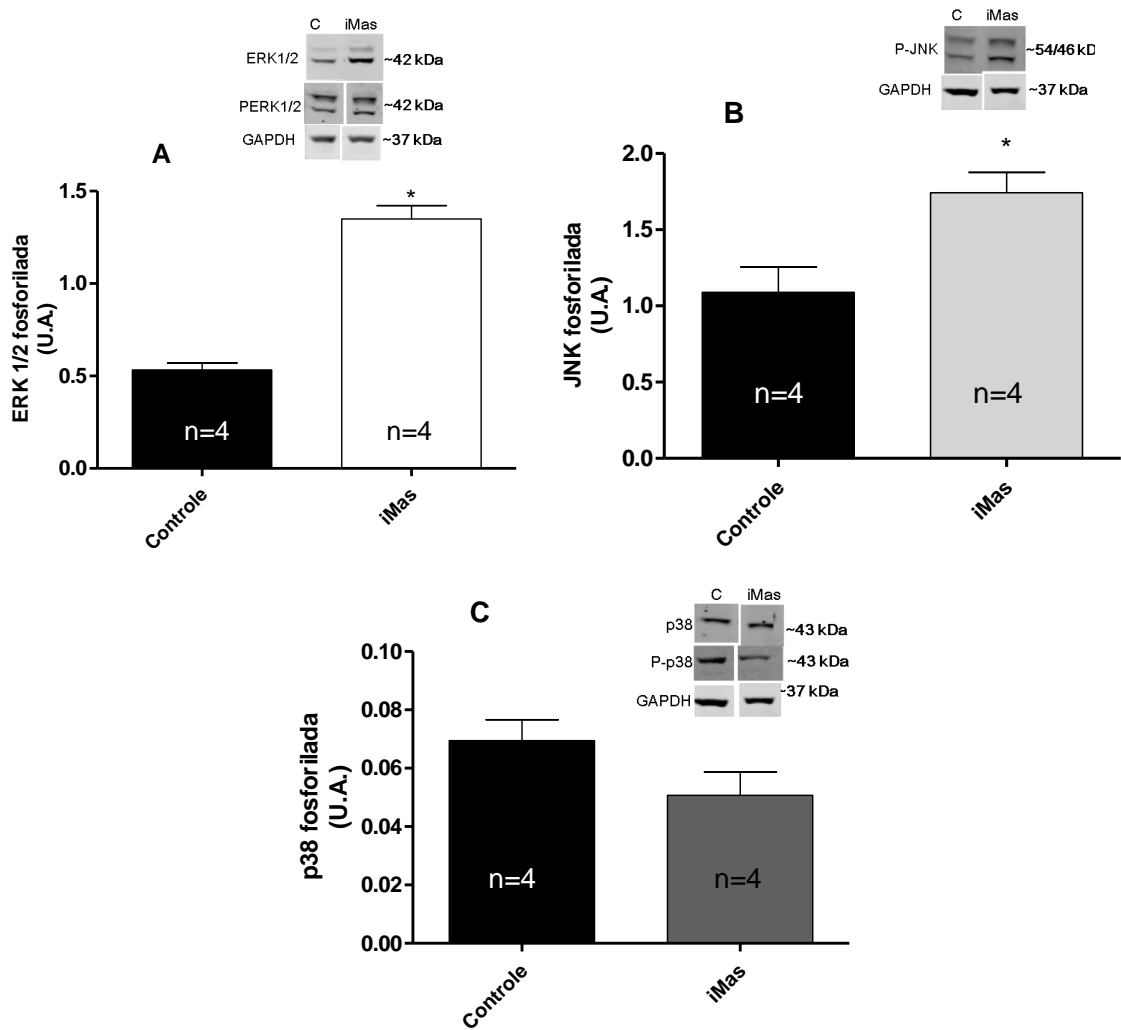 C iMas
ERK1/2 ~42 kDa
PERK1/2 ~42 kDa
GAPDH ~37 kDa
A
1.5
1.0
0.5
0.0
ERK 1/2 fosforilada
(U.A.)
*
n=4 n=4
Controle iMas
C iMas
P-JNK ~54/46 kD
GAPDH ~37 kDa
B
2.0
1.5
1.0
0.5
0.0
JNK fosforilada
(U.A.)
*
n=4 n=4
Controle iMas
C iMas
p38 ~43 kDa
P-p38 ~43 kDa
GAPDH ~37 kDa
C
0.10
0.08
0.06
0.04
0.02
0.00
p38 fosforilada
(U.A.)
n=4 n=4
Controle iMas